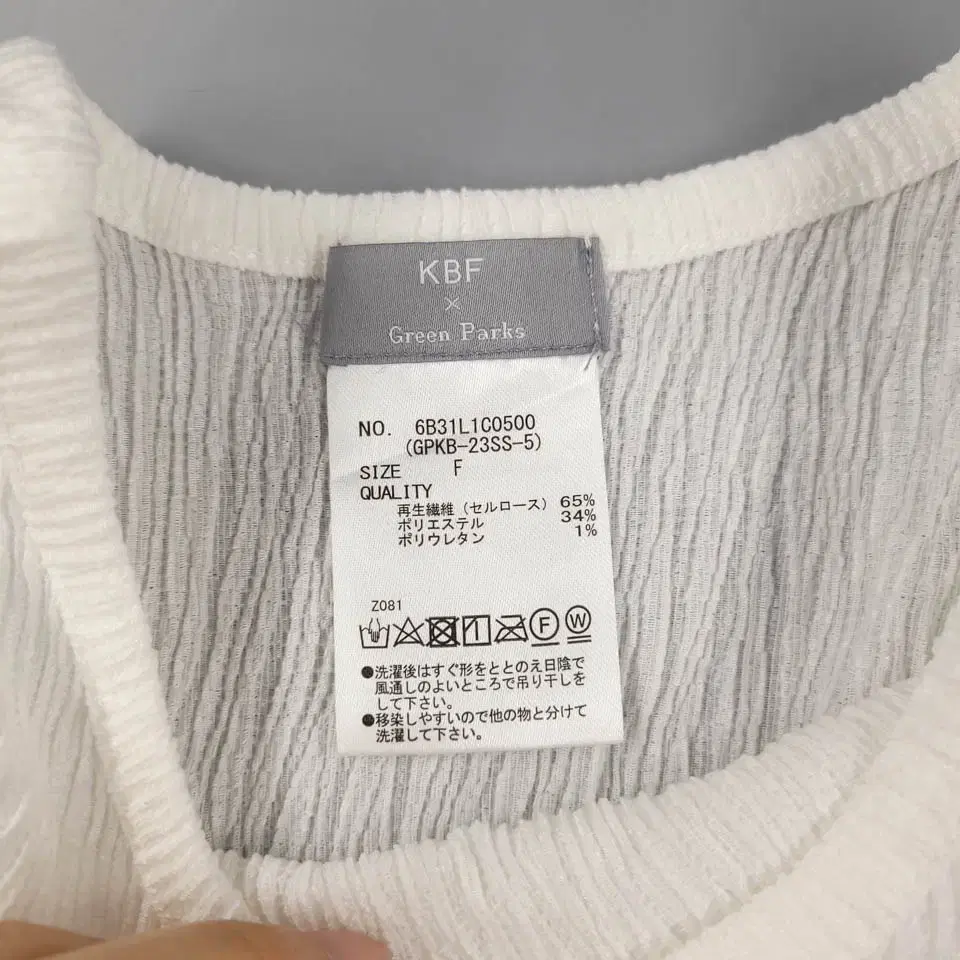 KBF
×
Green Parks
NO. 6B31L1C0500
(GPKB-23SS-5)
SIZE F
QUALITY
再生繊維（セルロース） 65%
ポリエステル 34%
ポリウレタン 1%
Z081
F W
●洗濯後はすぐ形をととのえ日陰で
風通しのよいところで吊り干しを
して下さい。
●移染しやすいので他の物と分けて
洗濯して下さい。